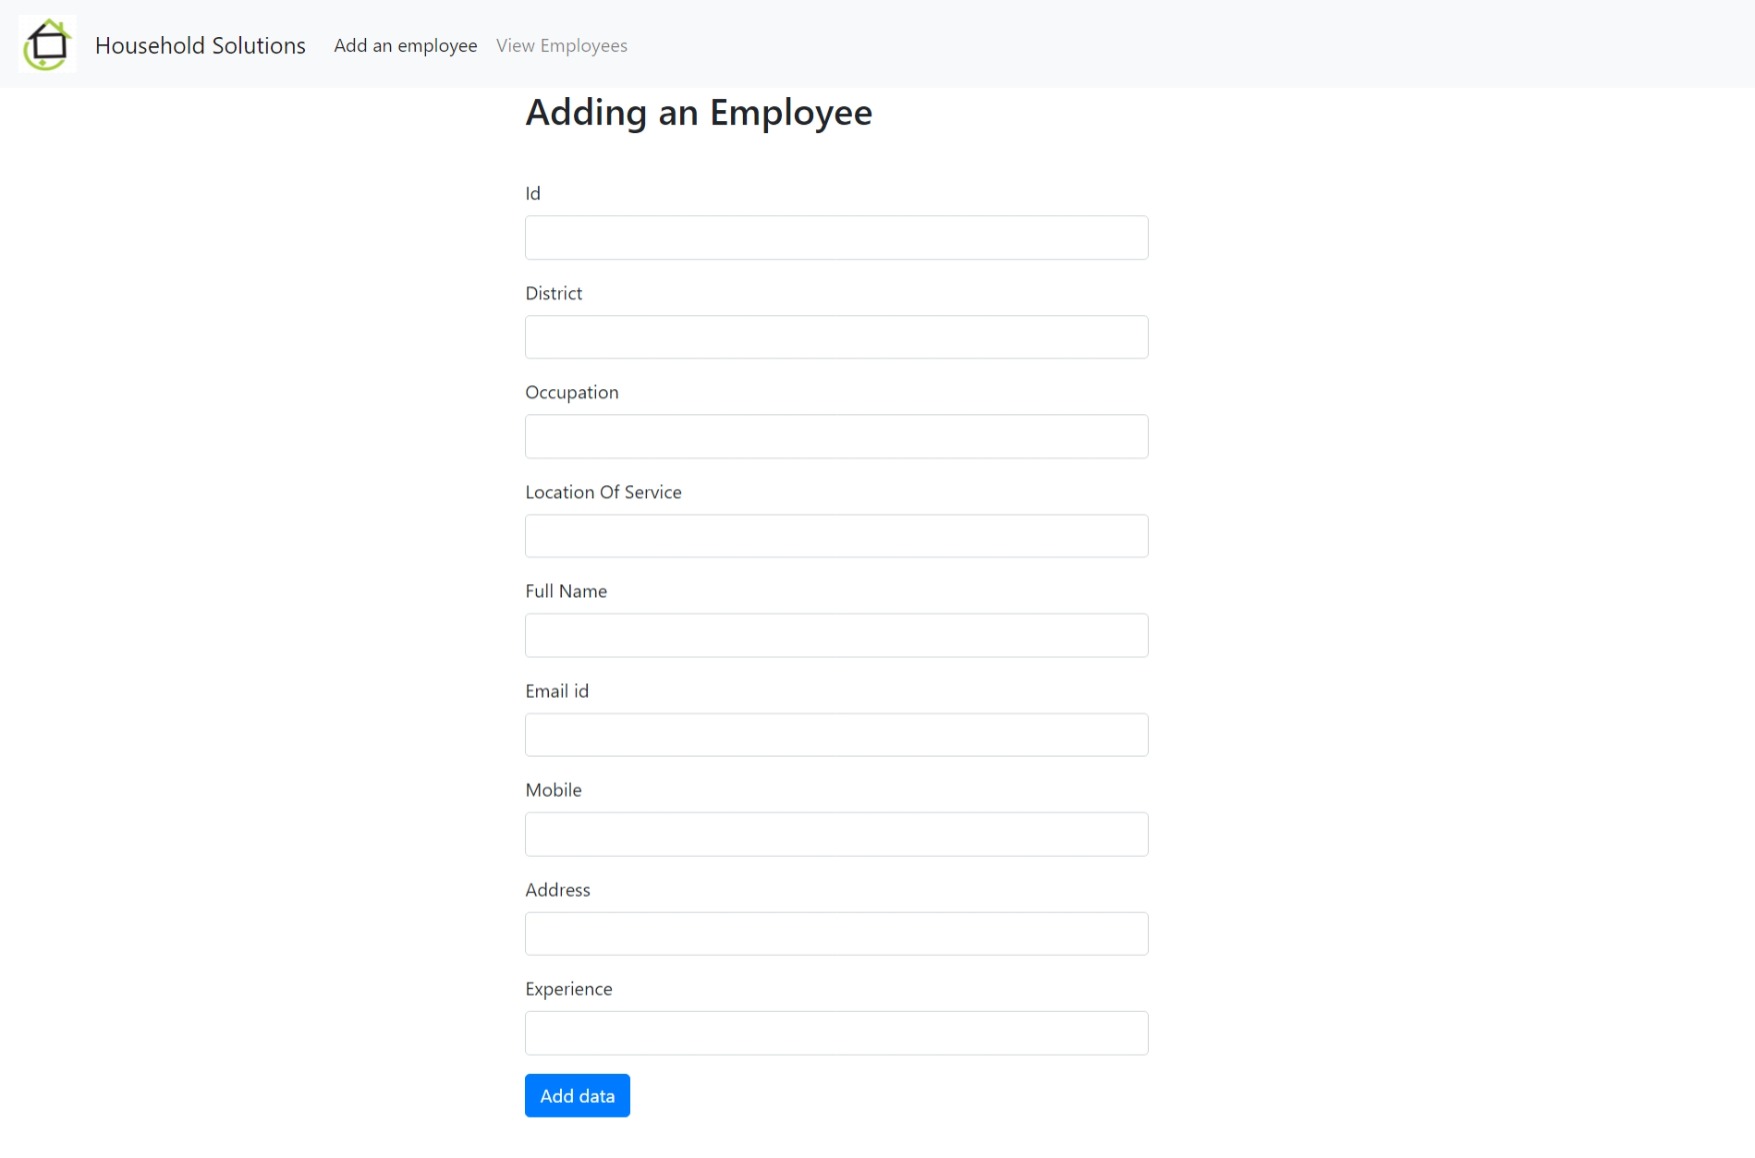 Household Solutions Add an employee View Employees
Adding an Employee
Id
District
Occupation
Location Of Service
Full Name
Email id
Mobile
Address
Experience
Add data